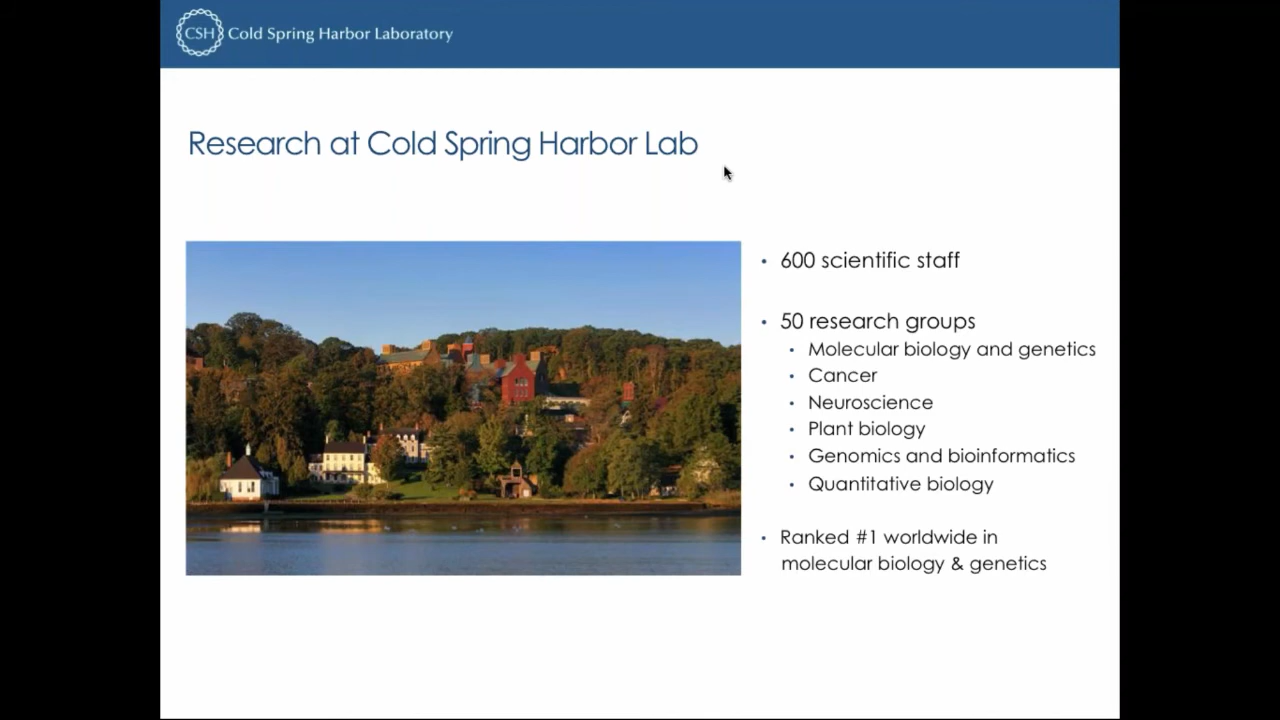 CSH Cold Spring Harbor Laboratory
Research at Cold Spring Harbor Lab
• 600 scientific staff
• 50 research groups
• Molecular biology and genetics
• Cancer
• Neuroscience
• Plant biology
• Genomics and bioinformatics
• Quantitative biology
• Ranked #1 worldwide in
molecular biology & genetics